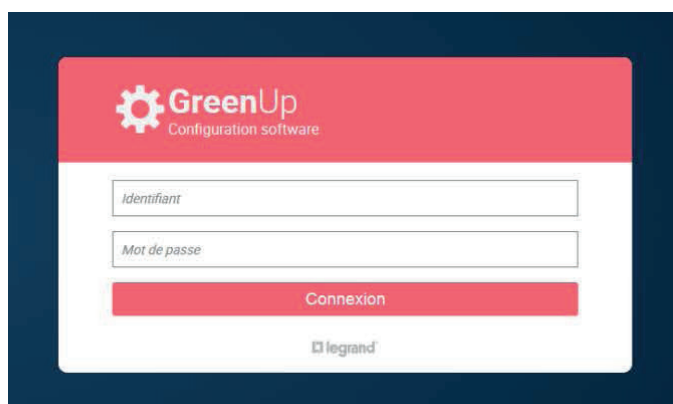 GreenUp
Configuration software
Identifiant
Mot de passe
Connexion
legrand